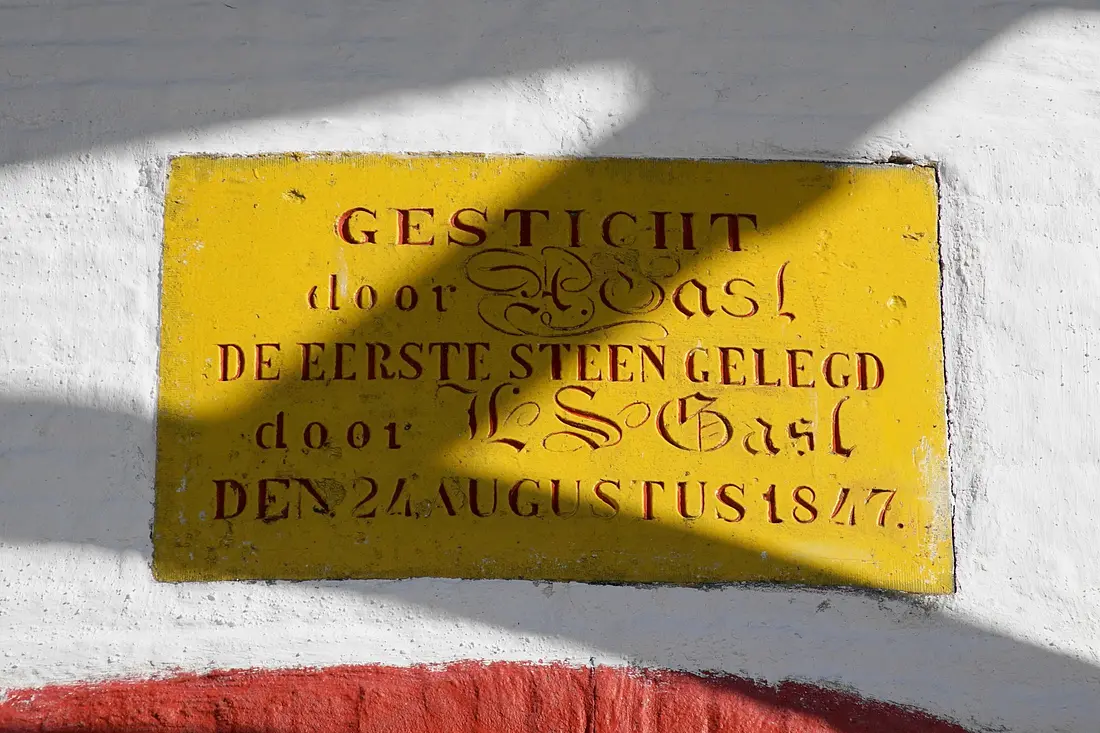 GESTICHT
door A. Gasl
DE EERSTE STEEN GELEGD
door L S Gasl
DEN 24 AUGUSTUS 1847.